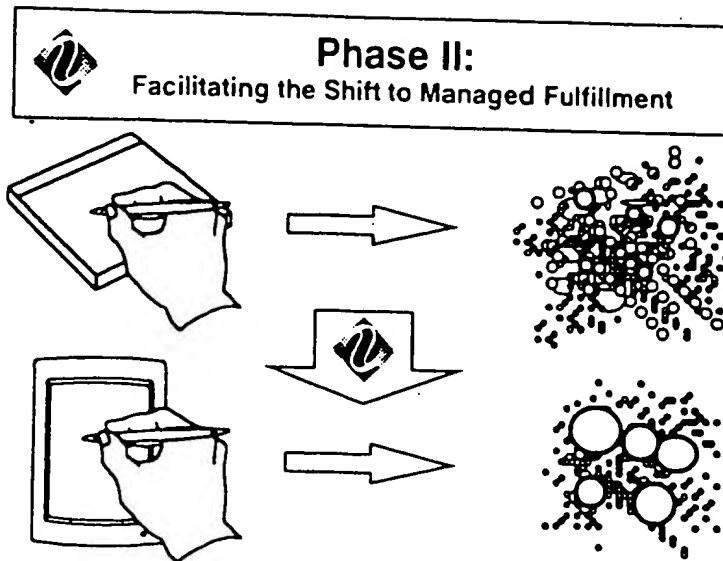 Phase II:
Facilitating the Shift to Managed Fulfillment